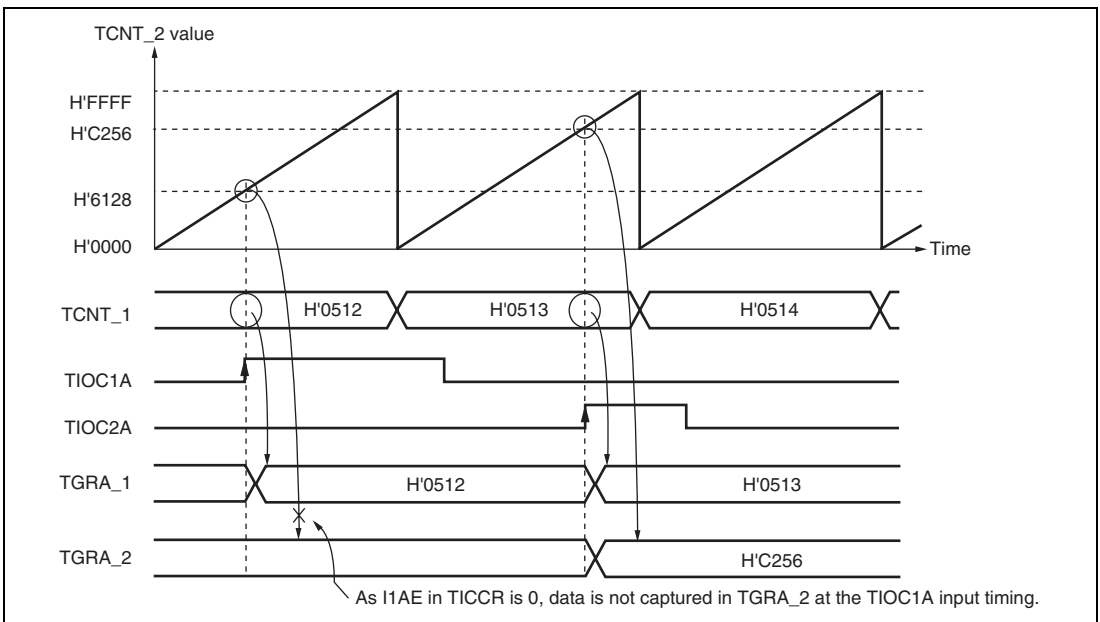 TCNT_2 value
H'FFFF
H'C256
H'6128
H'0000
Time
TCNT_1
H'0512
H'0513
H'0514
TIOC1A
TIOC2A
TGRA_1
H'0512
H'0513
TGRA_2
H'C256
As I1AE in TICCR is 0, data is not captured in TGRA_2 at the TIOC1A input timing.